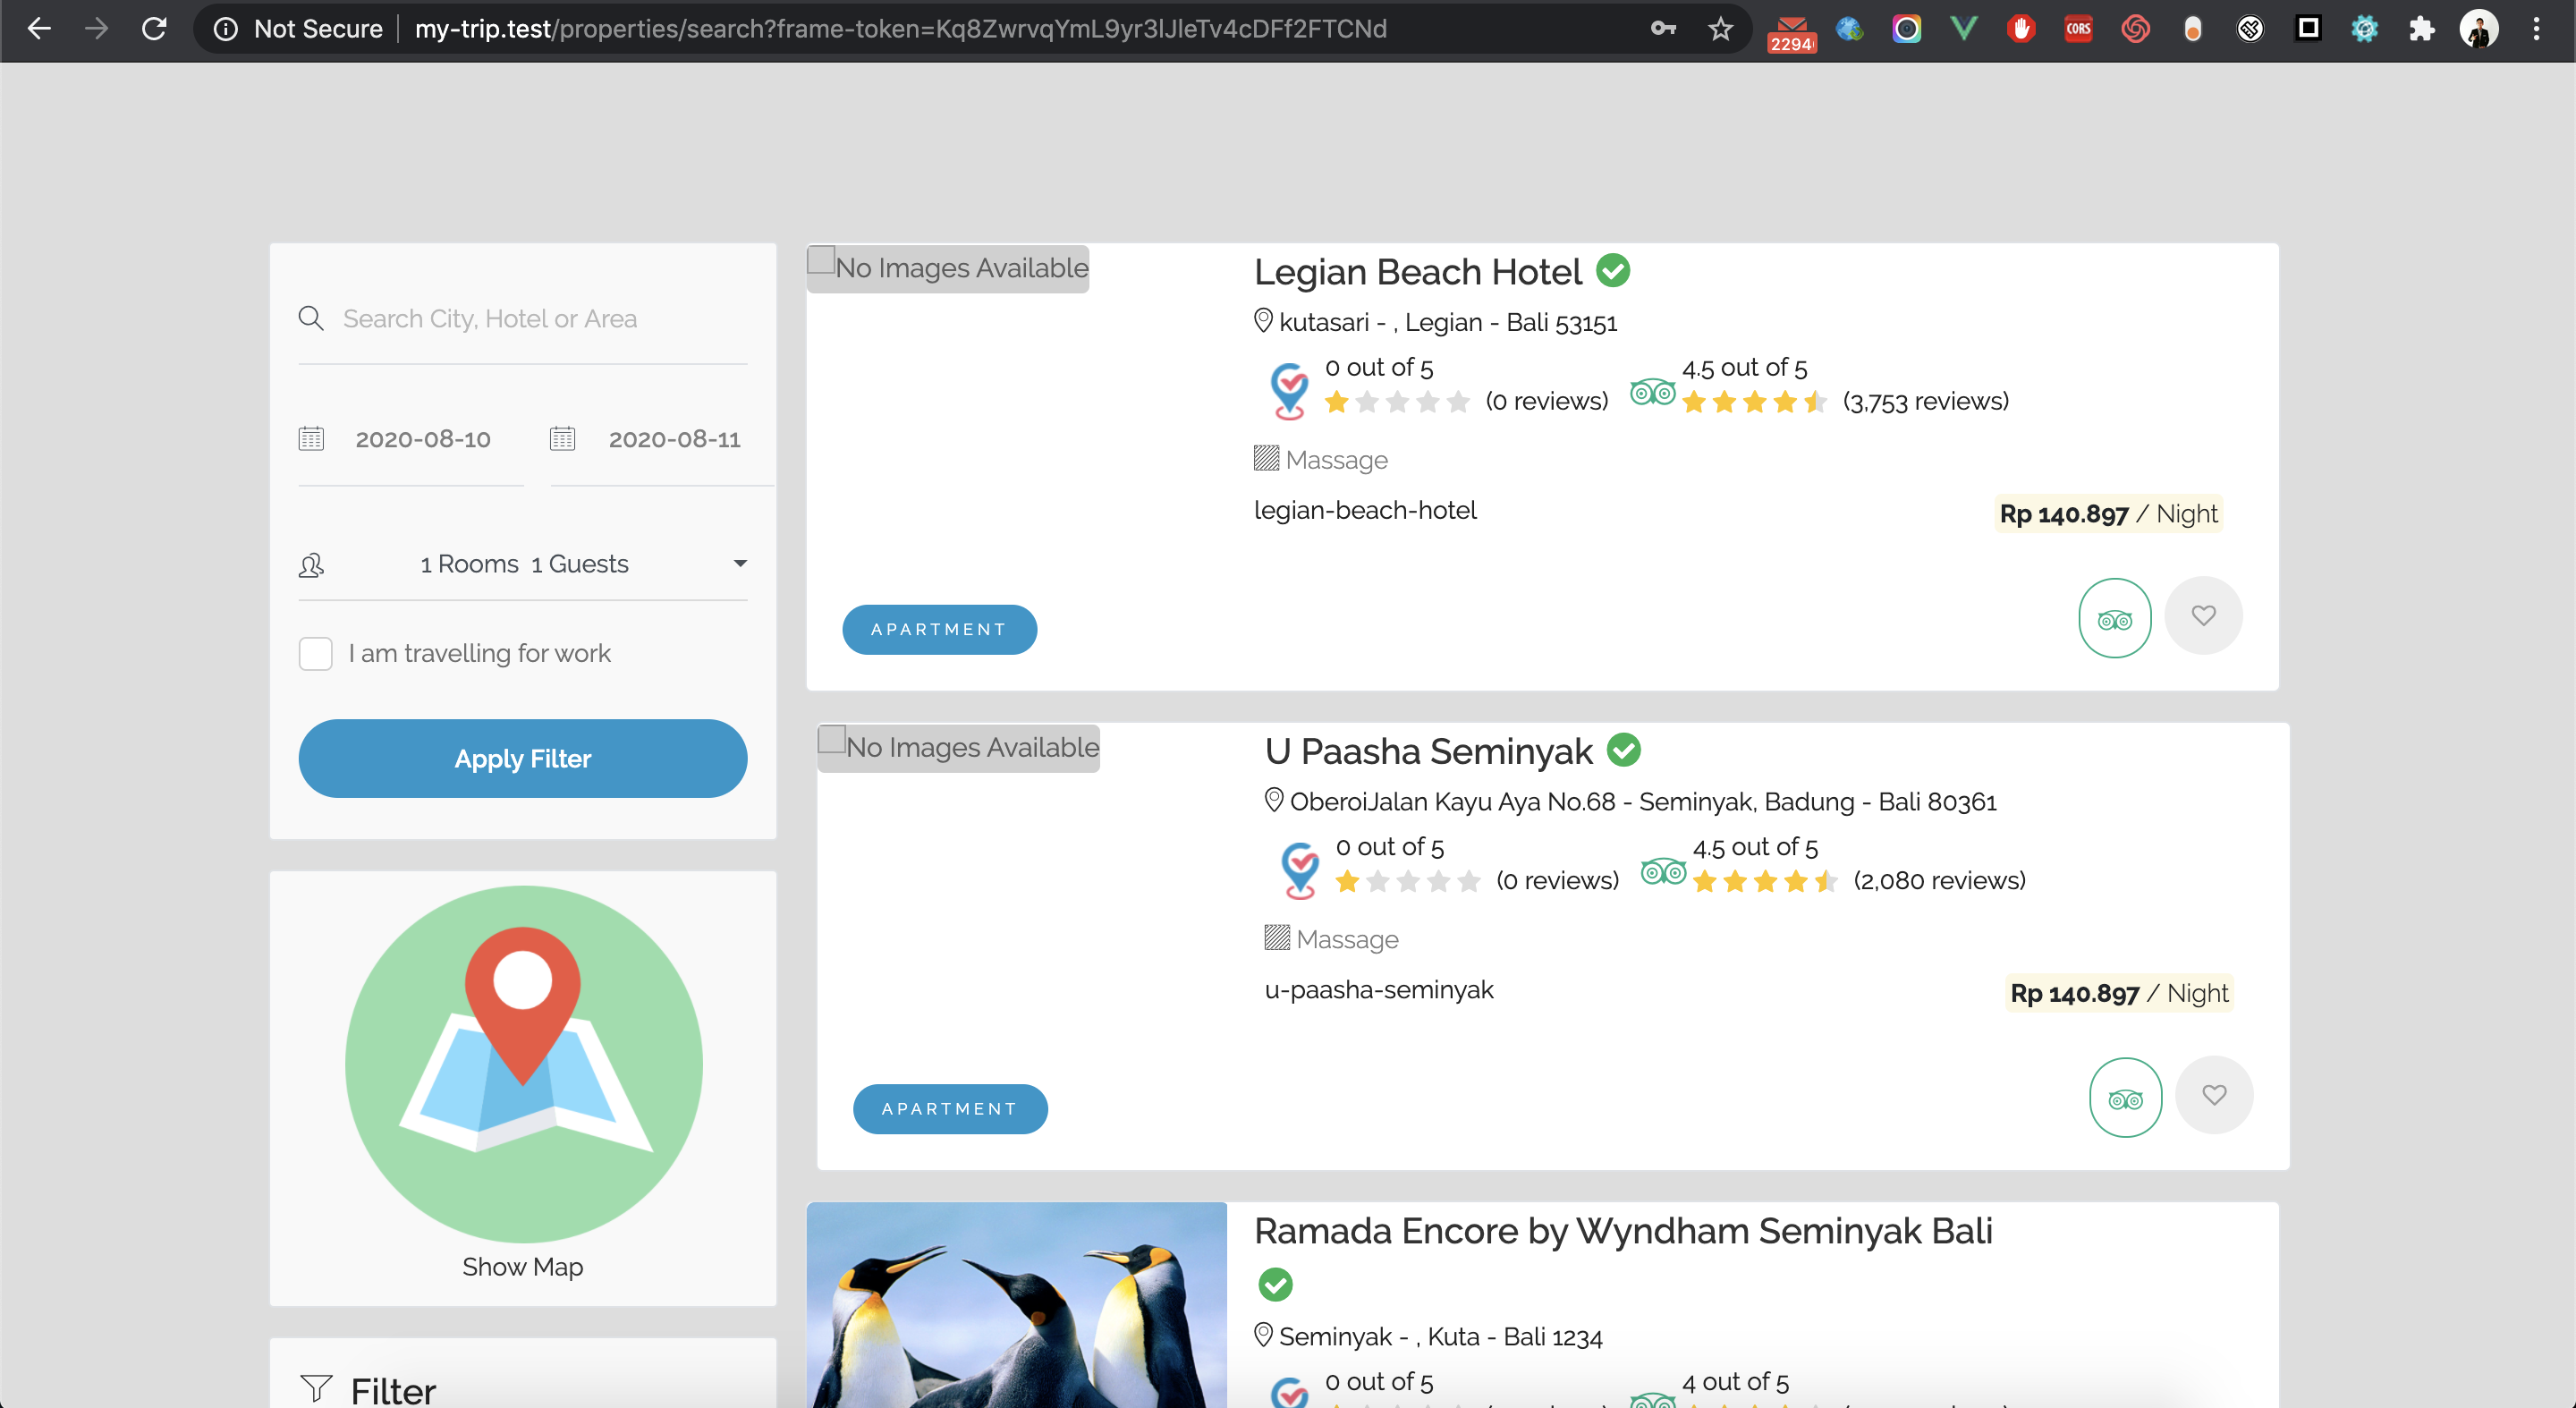 Not Secure
my-trip.test/properties/search?frame-token=Kq8ZwrvqYmL9yr3lJleTv4cDFf2FTCNd
2294
CORS
Search City, Hotel or Area
2020-08-10
2020-08-11
1 Rooms 1 Guests
I am travelling for work
Apply Filter
Show Map
Filter
No Images Available
Legian Beach Hotel
kutasari - , Legian - Bali 53151
0 out of 5
(0 reviews)
4.5 out of 5
(3,753 reviews)
Massage
legian-beach-hotel
Rp 140.897 / Night
APARTMENT
No Images Available
U Paasha Seminyak
OberoiJalan Kayu Aya No.68 - Seminyak, Badung - Bali 80361
0 out of 5
(0 reviews)
4.5 out of 5
(2,080 reviews)
Massage
u-paasha-seminyak
Rp 140.897 / Night
APARTMENT
Ramada Encore by Wyndham Seminyak Bali
Seminyak - , Kuta - Bali 1234
0 out of 5
4 out of 5